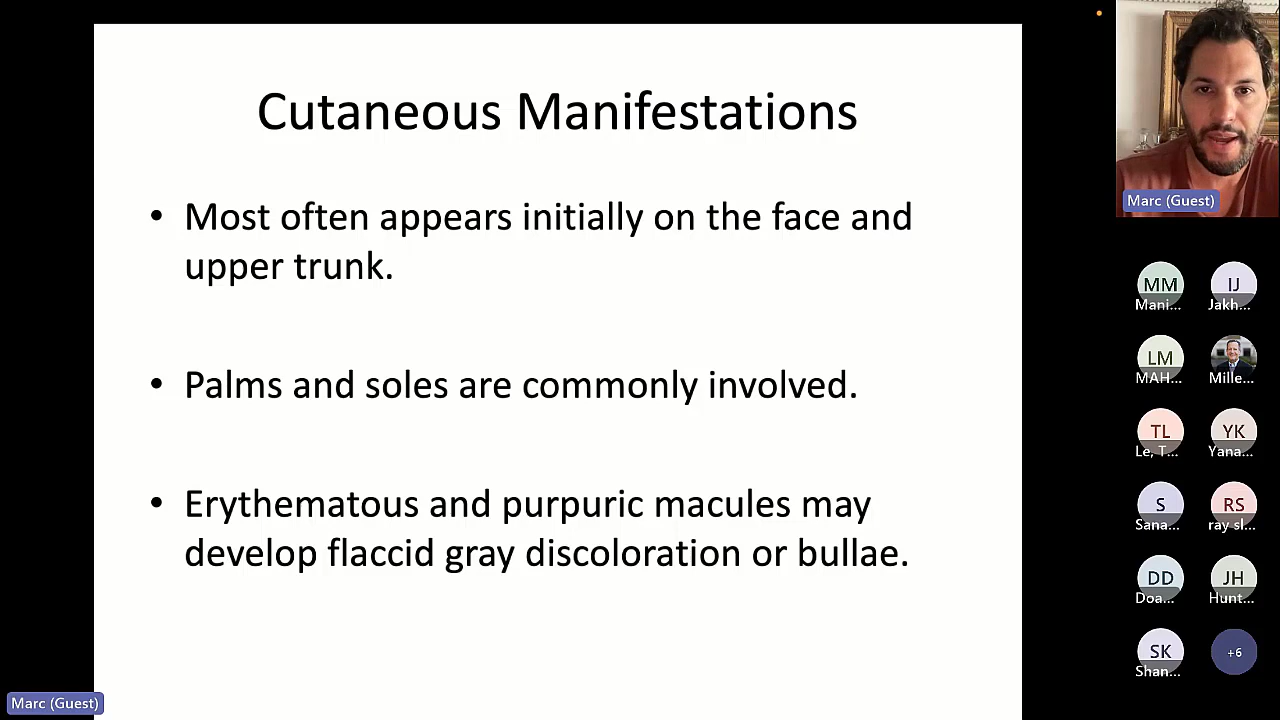 Cutaneous Manifestations
• Most often appears initially on the face and
upper trunk.
• Palms and soles are commonly involved.
• Erythematous and purpuric macules may
develop flaccid gray discoloration or bullae.
Marc (Guest)
Marc (Guest)
MM
Mani...
IJ
Jakh...
LM
MAH...
Mille...
TL
Le, T...
YK
Yana...
S
Sana...
RS
ray sl...
DD
Doa...
JH
Hunt...
SK
Shan...
+6